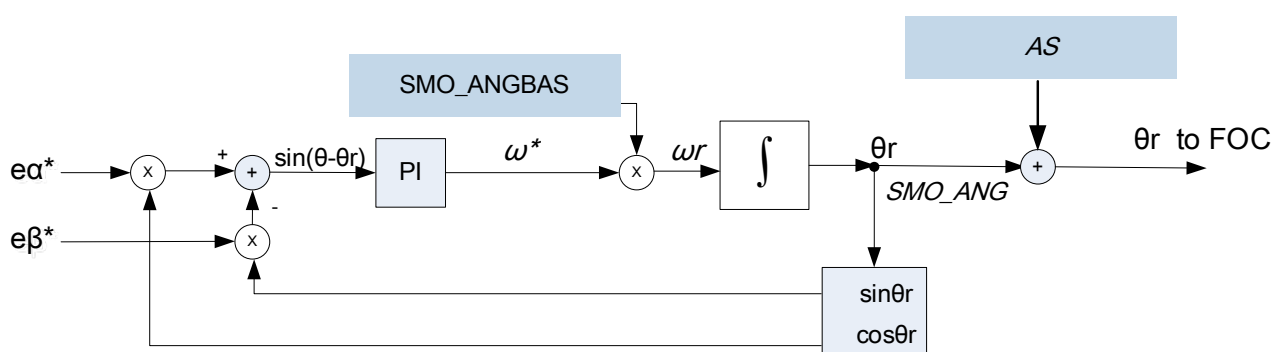 AS
SMO_ANGBAS
+
sin(θ-θr)
ω*
ωr
θr
θr to FOC
eα*
X
+
PI
X
∫
+
SMO_ANG
-
eβ*
X
sinθr
cosθr